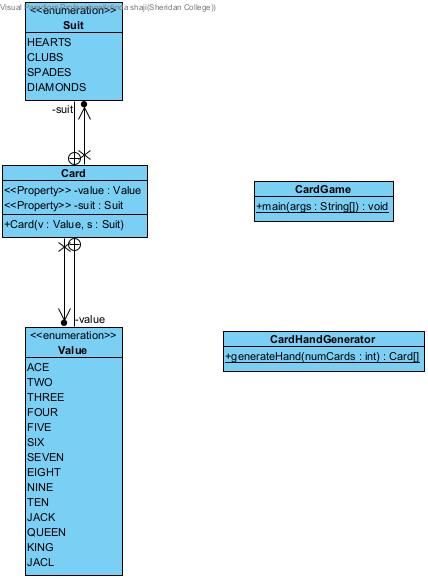 Visual
shaji(Sheridan College))
<<enumeration>>
Suit
HEARTS
CLUBS
SPADES
DIAMONDS
-suit
Card
<<Property>> -value : Value
<<Property>> -suit : Suit
+Card(v : Value, s : Suit)
CardGame
+main(args : String[]) : void
-value
<<enumeration>>
Value
ACE
TWO
THREE
FOUR
FIVE
SIX
SEVEN
EIGHT
NINE
TEN
JACK
QUEEN
KING
JACL
CardHandGenerator
+generateHand(numCards : int) : Card[]